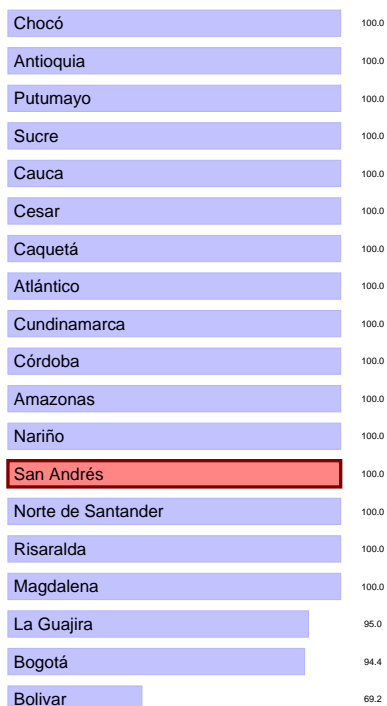 Chocó 100.0
Antioquia 100.0
Putumayo 100.0
Sucre 100.0
Cauca 100.0
Cesar 100.0
Caquetá 100.0
Atlántico 100.0
Cundinamarca 100.0
Córdoba 100.0
Amazonas 100.0
Nariño 100.0
San Andrés 100.0
Norte de Santander 100.0
Risaralda 100.0
Magdalena 100.0
La Guajira 95.0
Bogotá 94.4
Bolivar 69.2